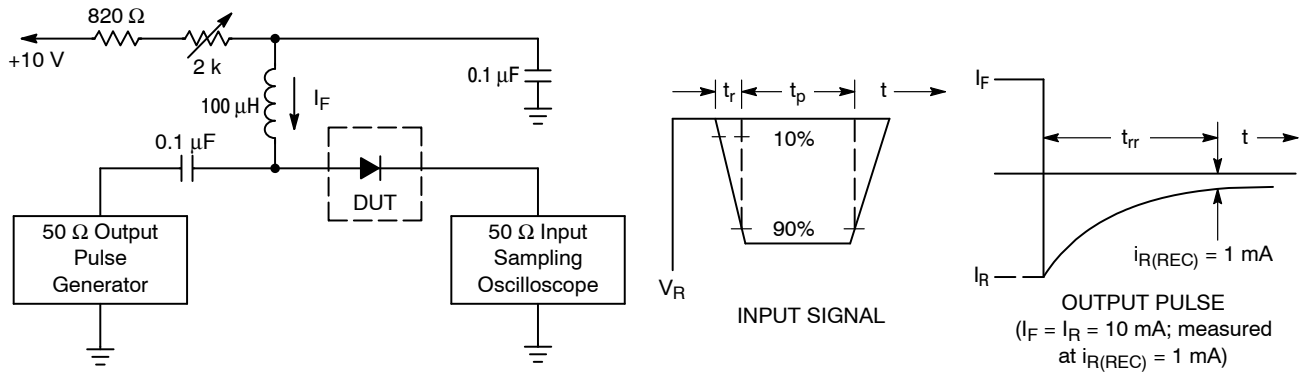 820 Ω
+10 V
2 k
100 μH
I_F
0.1 μF
0.1 μF
DUT
50 Ω Output
Pulse
Generator
50 Ω Input
Sampling
Oscilloscope
t_r
t_p
t
10%
90%
V_R
INPUT SIGNAL
I_F
t_rr
t
i_R(REC) = 1 mA
I_R
OUTPUT PULSE
(I_F = I_R = 10 mA; measured
at i_R(REC) = 1 mA)